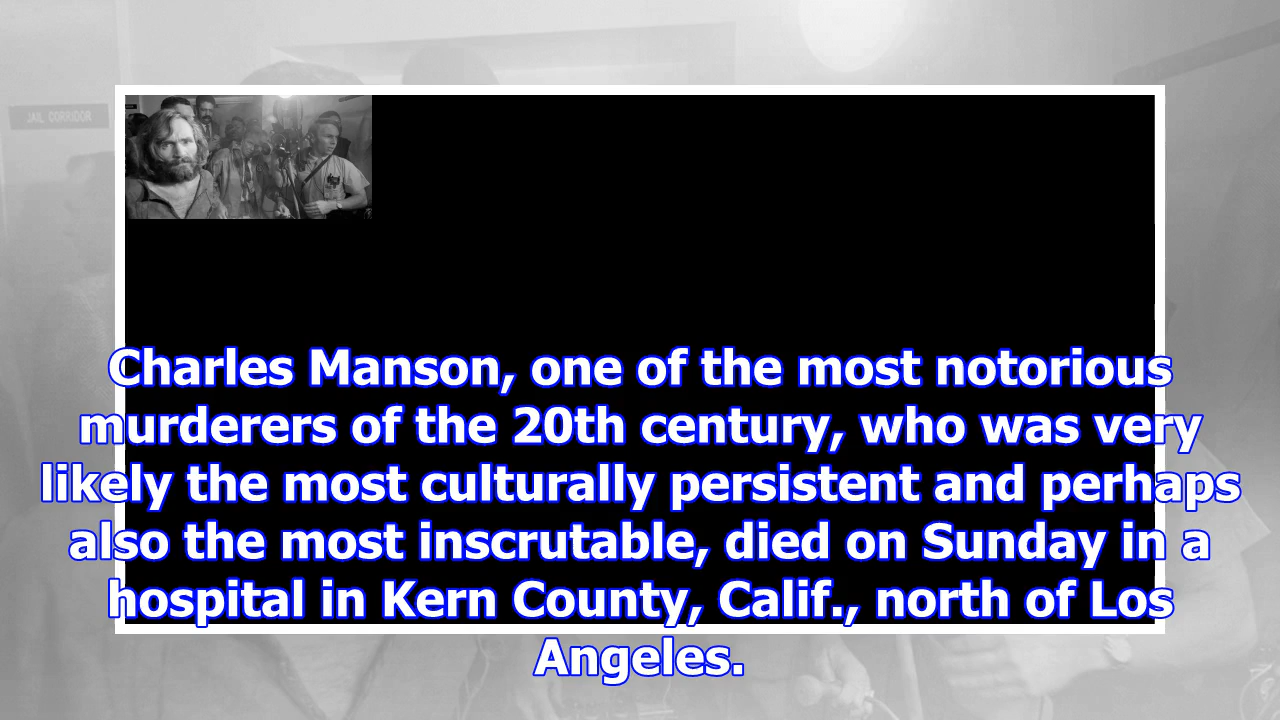 JAIL CORRIDOR
Charles Manson, one of the most notorious
murderers of the 20th century, who was very
likely the most culturally persistent and perhaps
also the most inscrutable, died on Sunday in a
hospital in Kern County, Calif., north of Los
Angeles.